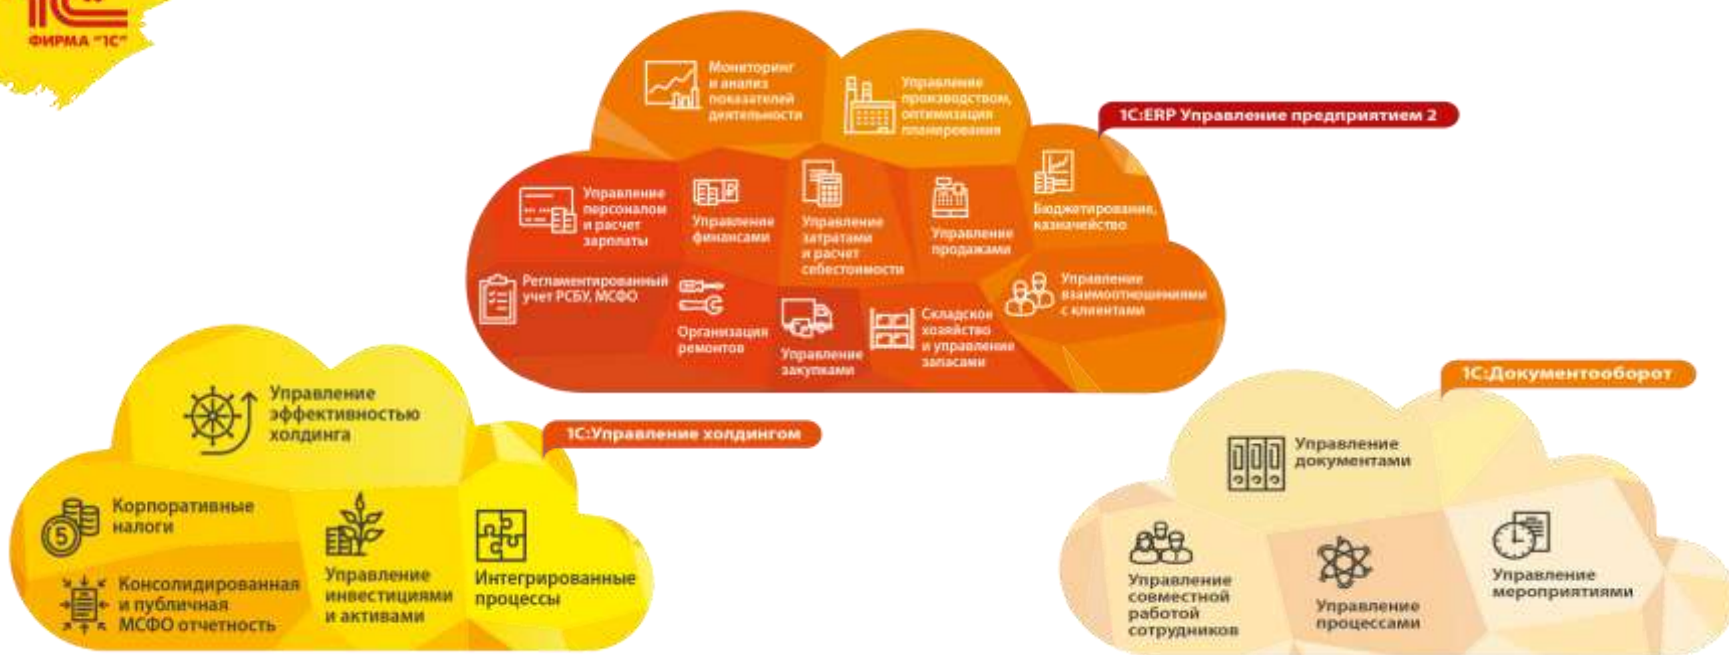 1С
ФИРМА "1С"
Мониторинг
и анализ
показателей
деятельности
Управление
производством,
оптимизация
планирования
1С:ERP Управление предприятием 2
Управление
персоналом
и расчет
зарплаты
Управление
финансами
Управление
затратами
и расчет
себестоимости
Управление
продажами
Бюджетирование,
казначейство
Регламентированный
учет РСБУ, МСФО
Организация
ремонтов
Управление
закупками
Складское
хозяйство
и управление
запасами
Управление
взаимоотношениями
с клиентами
Управление
эффективностью
холдинга
1С:Управление холдингом
Корпоративные
налоги
5
Консолидированная
и публичная
МСФО отчетность
Управление
инвестициями
и активами
Интегрированные
процессы
1С:Документооборот
Управление
документами
Управление
совместной
работой
сотрудников
Управление
процессами
Управление
мероприятиями